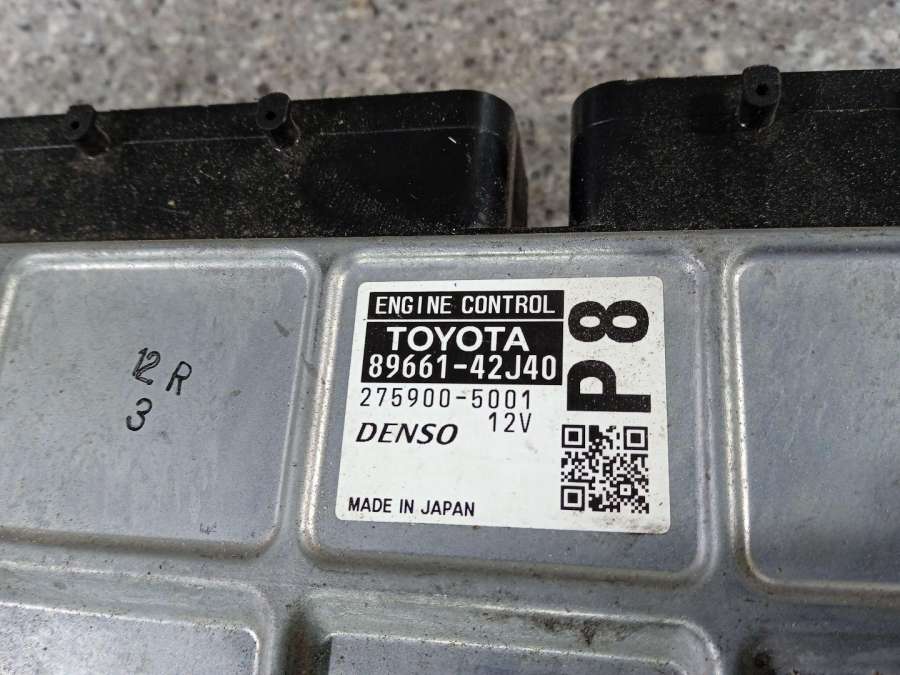 ENGINE CONTROL
TOYOTA
89661-42J40
275900-5001
12V
DENSO
MADE IN JAPAN
P8
12 R
3